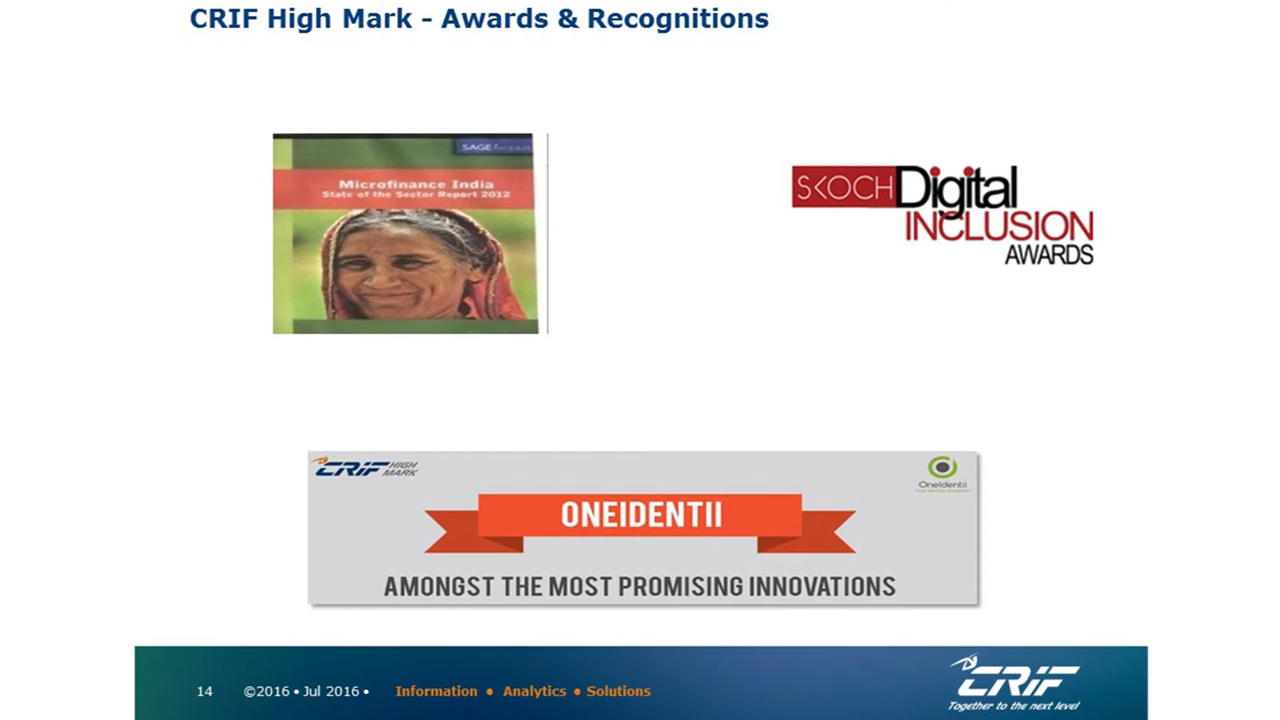 CRIF High Mark - Awards & Recognitions
SAGE
Microfinance India
State of the Sector Report 2012
SKOCH Digital
INCLUSION
AWARDS
CRIF HIGH MARK
OneIdentii
ONEIDENTII
AMONGST THE MOST PROMISING INNOVATIONS
14 ©2016 • Jul 2016 • Information • Analytics • Solutions
CRIF
Together to the next level